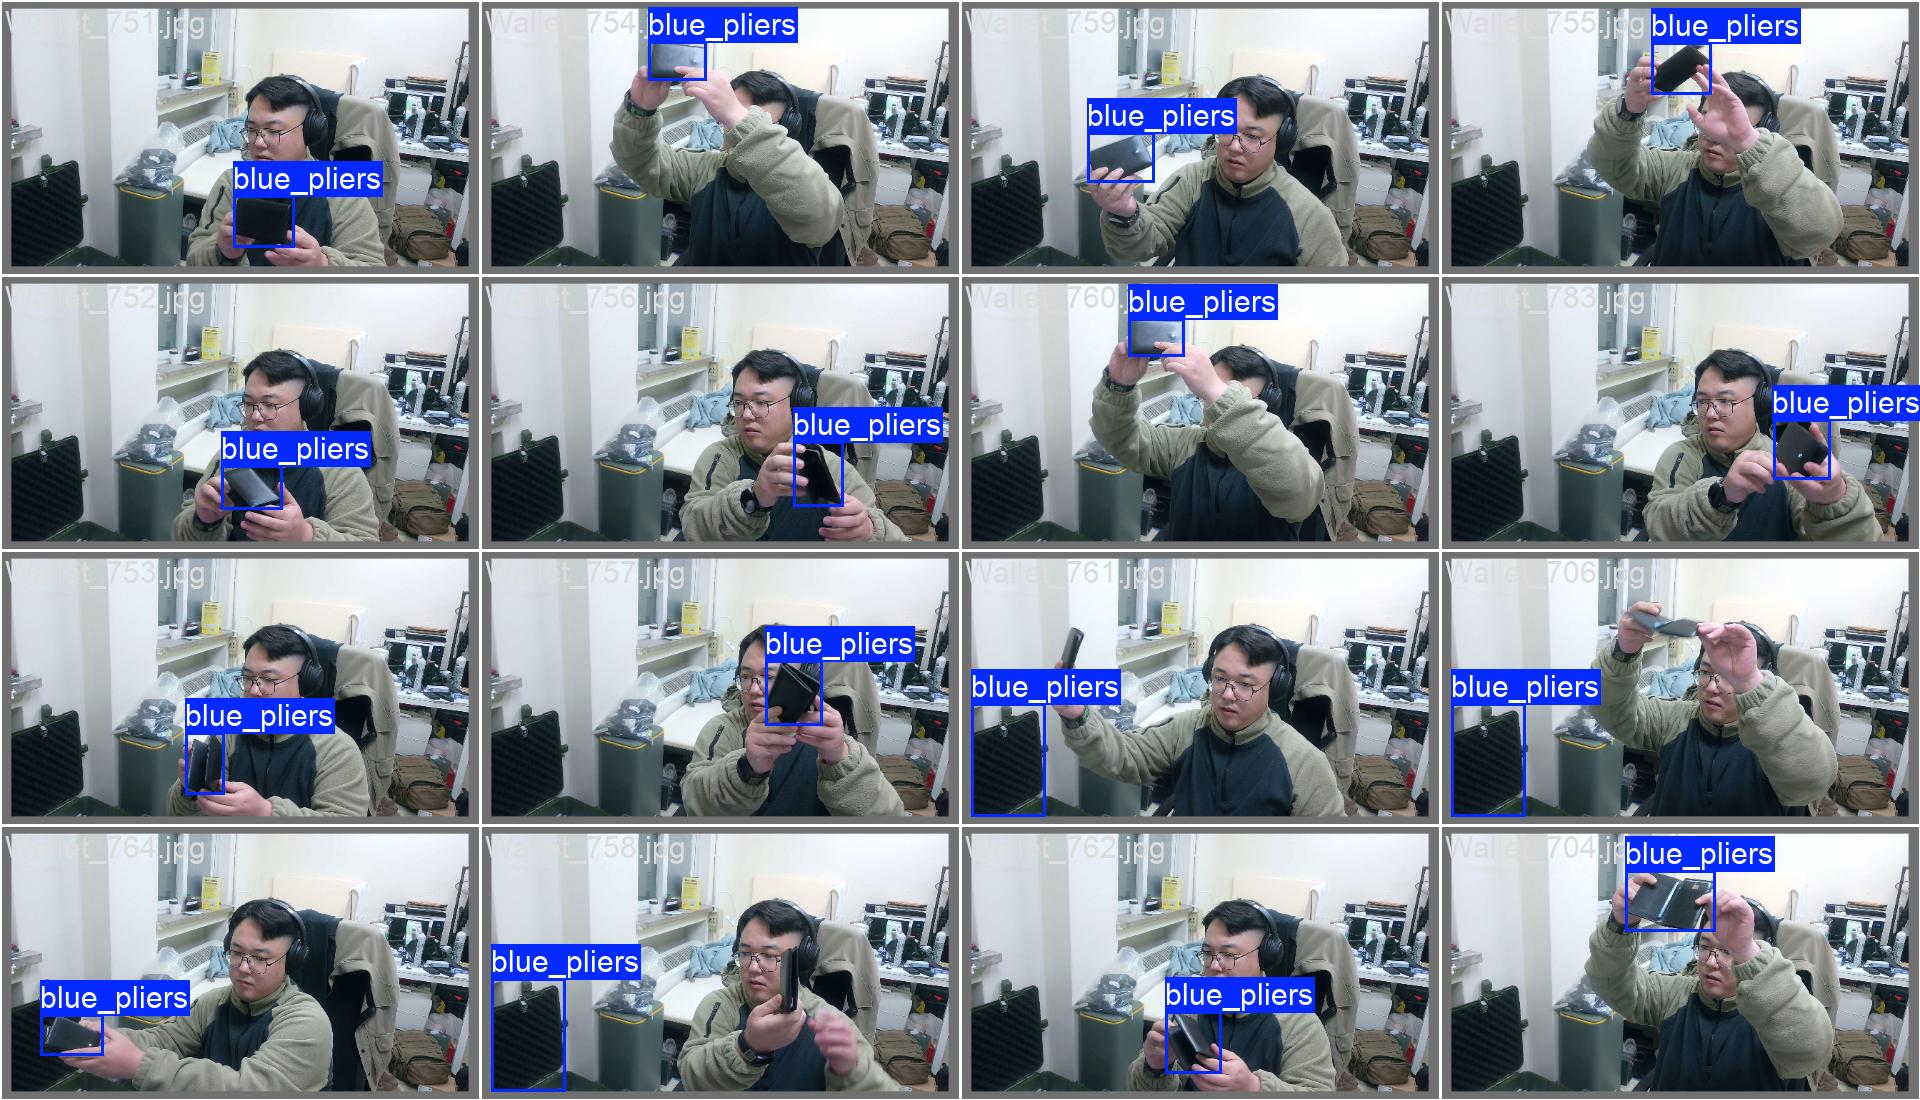 Wallet_751.jpg
blue_pliers
Wallet_754.jpg
blue_pliers
Wallet_759.jpg
blue_pliers
Wallet_755.jpg
blue_pliers
Wallet_752.jpg
blue_pliers
Wallet_756.jpg
blue_pliers
Wallet_760.jpg
blue_pliers
Wallet_783.jpg
blue_pliers
Wallet_753.jpg
blue_pliers
Wallet_757.jpg
blue_pliers
Wallet_761.jpg
blue_pliers
Wallet_706.jpg
blue_pliers
Wallet_764.jpg
blue_pliers
Wallet_758.jpg
blue_pliers
Wallet_762.jpg
blue_pliers
Wallet_704.jp
blue_pliers